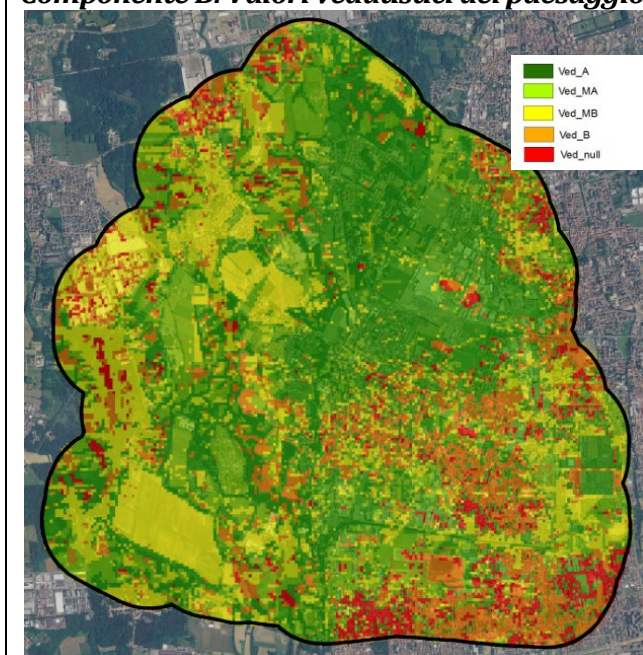 Componente B: Valori vedutistici del paesaggio
Ved_A
Ved_MA
Ved_MB
Ved_B
Ved_null